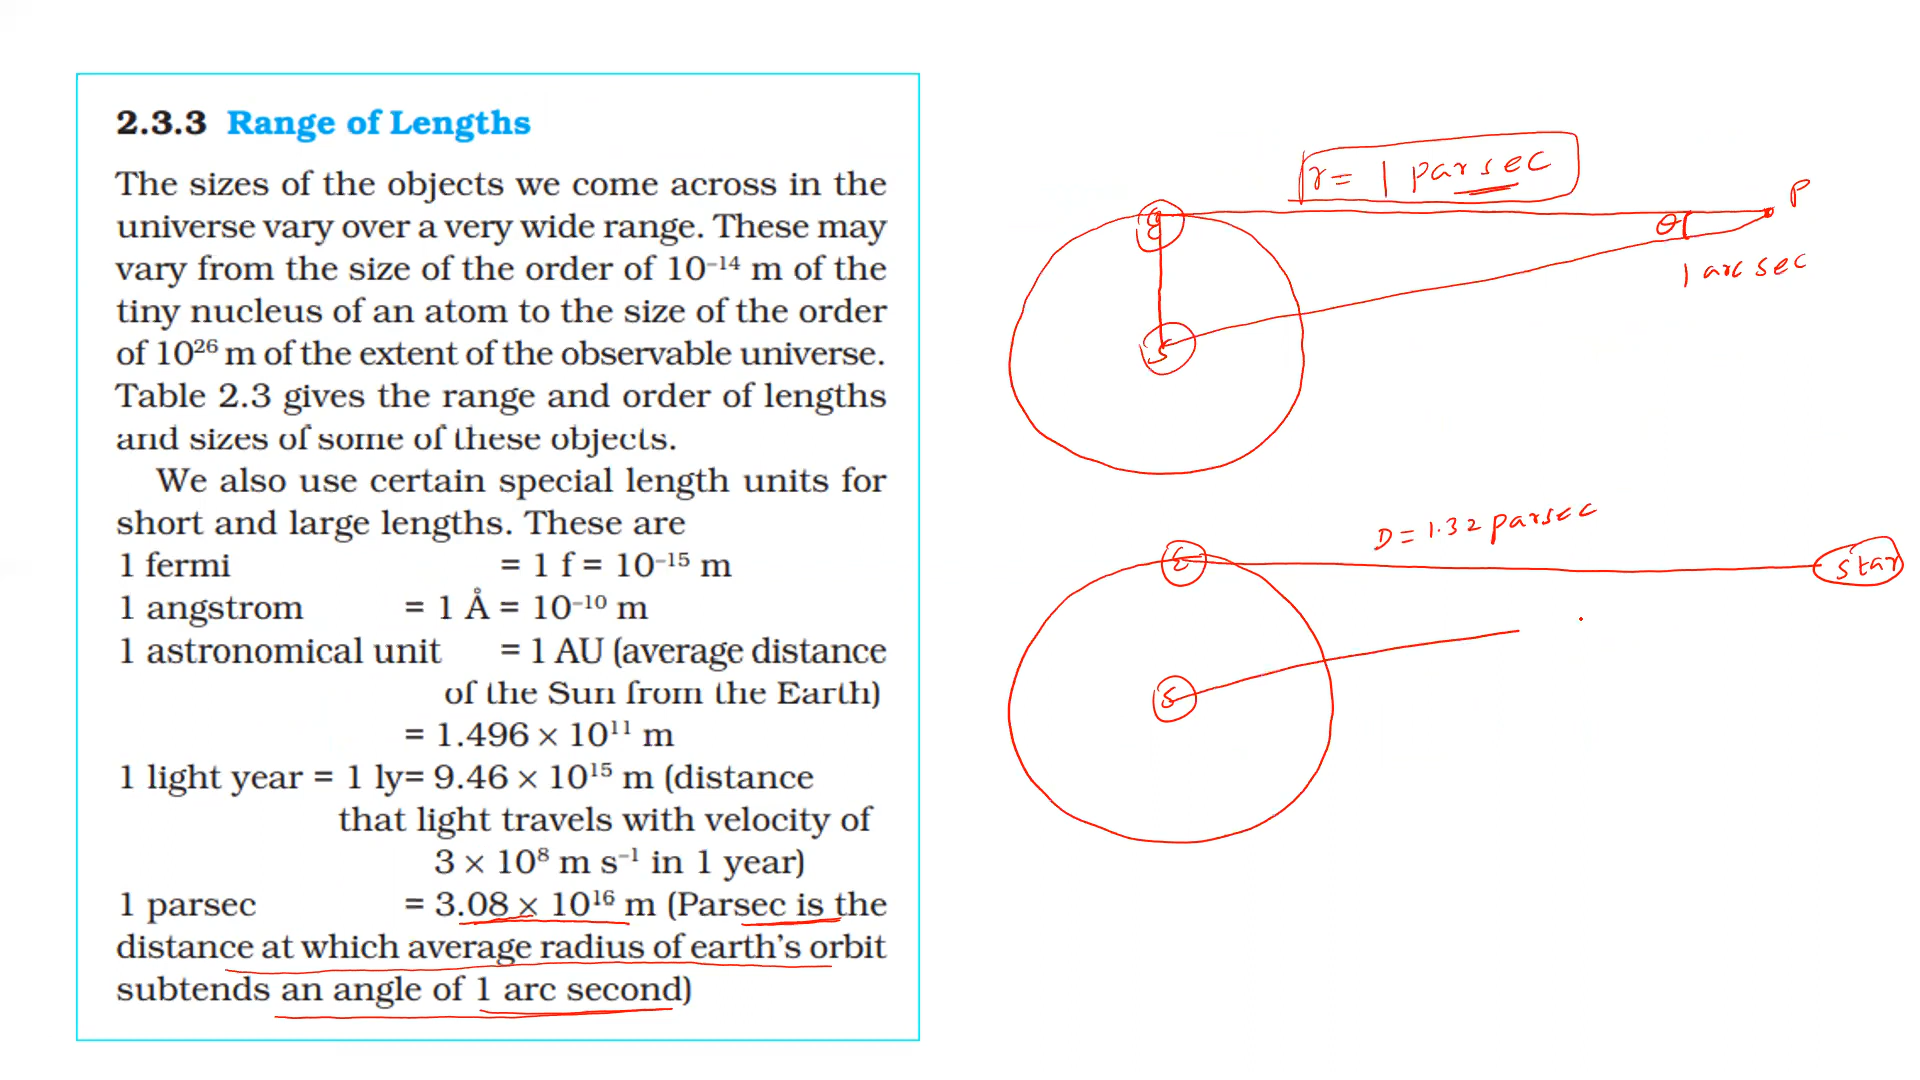 2.3.3 Range of Lengths
The sizes of the objects we come across in the
universe vary over a very wide range. These may
vary from the size of the order of 10⁻¹⁴ m of the
tiny nucleus of an atom to the size of the order
of 10²⁶ m of the extent of the observable universe.
Table 2.3 gives the range and order of lengths
and sizes of some of these objects.
We also use certain special length units for
short and large lengths. These are
1 fermi = 1 f = 10⁻¹⁵ m
1 angstrom = 1 Å = 10⁻¹⁰ m
1 astronomical unit = 1 AU (average distance
of the Sun from the Earth)
= 1.496 × 10¹¹ m
1 light year = 1 ly= 9.46 × 10¹⁵ m (distance
that light travels with velocity of
3 × 10⁸ m s⁻¹ in 1 year)
1 parsec = 3.08 × 10¹⁶ m (Parsec is the
distance at which average radius of earth's orbit
subtends an angle of 1 arc second)
r = 1 parsec
P
E
θ
1 arc sec
S
D = 1.32 parsec
E
star
S